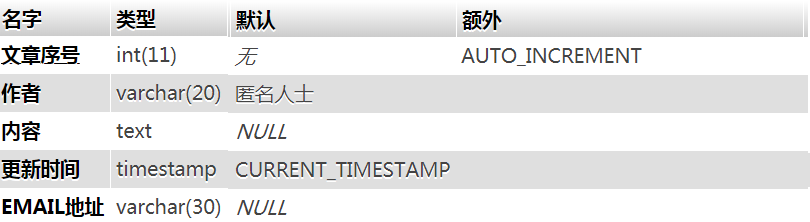 名字 类型 默认 额外
文章序号 int(11) 无 AUTO_INCREMENT
作者 varchar(20) 匿名人士
内容 text NULL
更新时间 timestamp CURRENT_TIMESTAMP
EMAIL地址 varchar(30) NULL